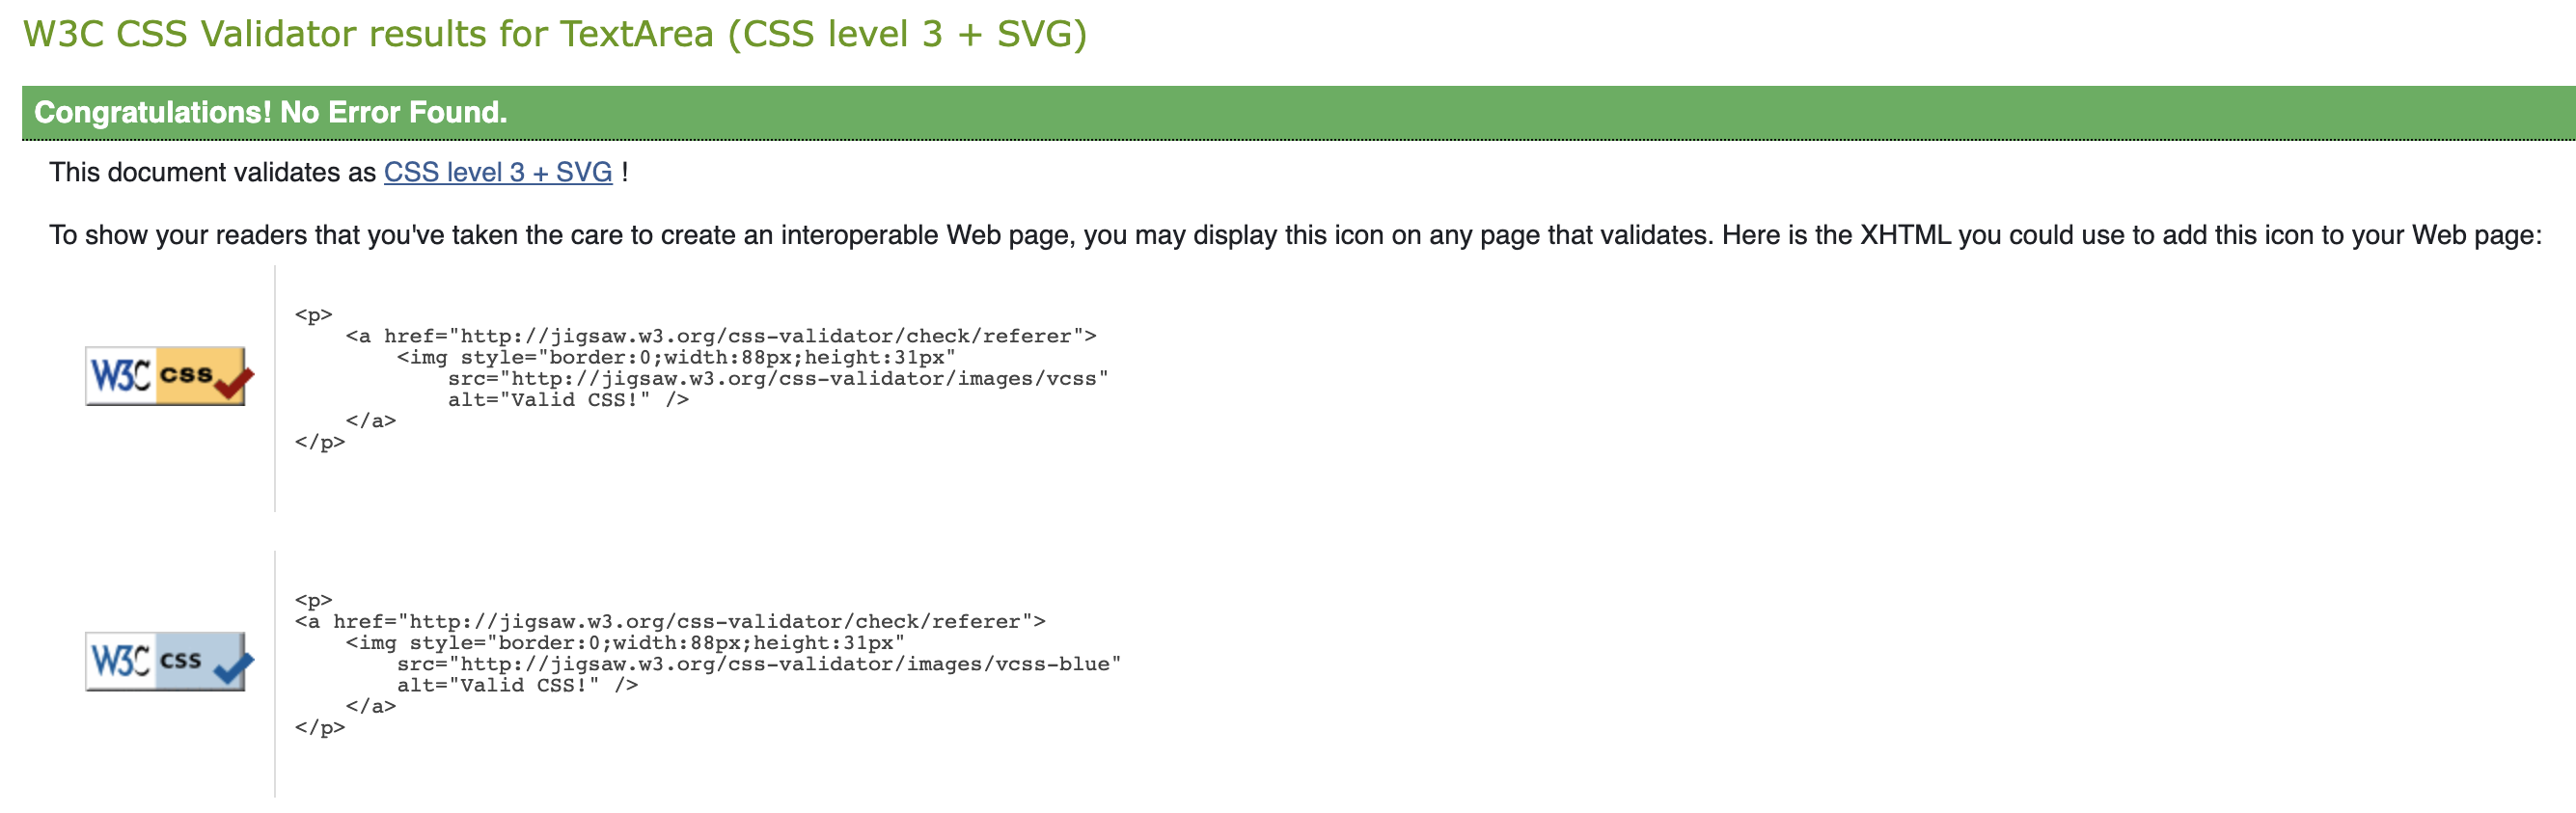 W3C CSS Validator results for TextArea (CSS level 3 + SVG)
Congratulations! No Error Found.
This document validates as CSS level 3 + SVG !
To show your readers that you've taken the care to create an interoperable Web page, you may display this icon on any page that validates. Here is the XHTML you could use to add this icon to your Web page:
W3C css
<p>
    <a href="http://jigsaw.w3.org/css-validator/check/referer">
        <img style="border:0;width:88px;height:31px"
            src="http://jigsaw.w3.org/css-validator/images/vcss"
            alt="Valid CSS!" />
    </a>
</p>
W3C css
<p>
<a href="http://jigsaw.w3.org/css-validator/check/referer">
    <img style="border:0;width:88px;height:31px"
        src="http://jigsaw.w3.org/css-validator/images/vcss-blue"
        alt="Valid CSS!" />
    </a>
</p>